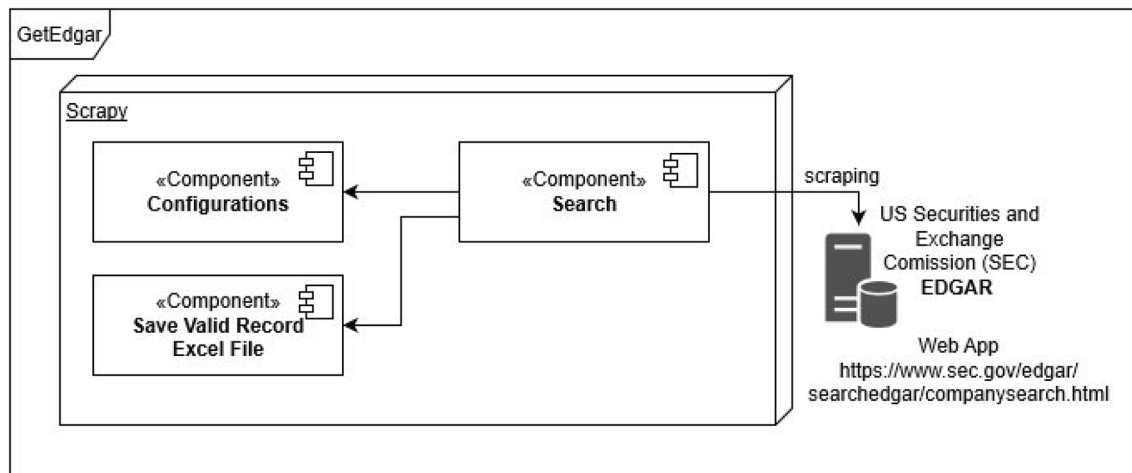 GetEdgar
Scrapy
«Component»
Configurations
«Component»
Search
scraping
US Securities and
Exchange
Comission (SEC)
EDGAR
«Component»
Save Valid Record
Excel File
Web App
https://www.sec.gov/edgar/
searchedgar/companysearch.html